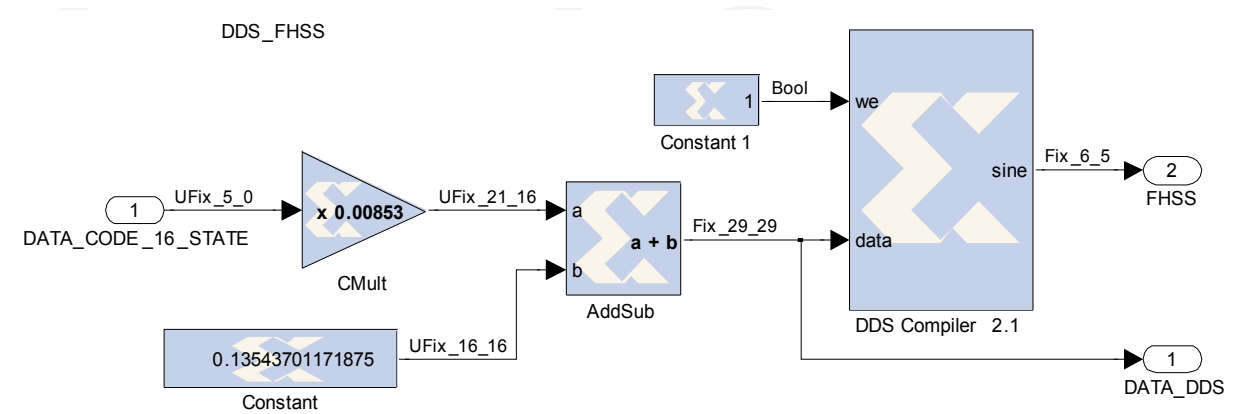 DDS_FHSS
Bool
1
we
Constant 1
sine
Fix_6_5
2
FHSS
1
UFix_5_0
DATA_CODE_16_STATE
x 0.00853
CMult
UFix_21_16
a
a + b
b
AddSub
Fix_29_29
data
DDS Compiler 2.1
0.13543701171875
UFix_16_16
Constant
1
DATA_DDS